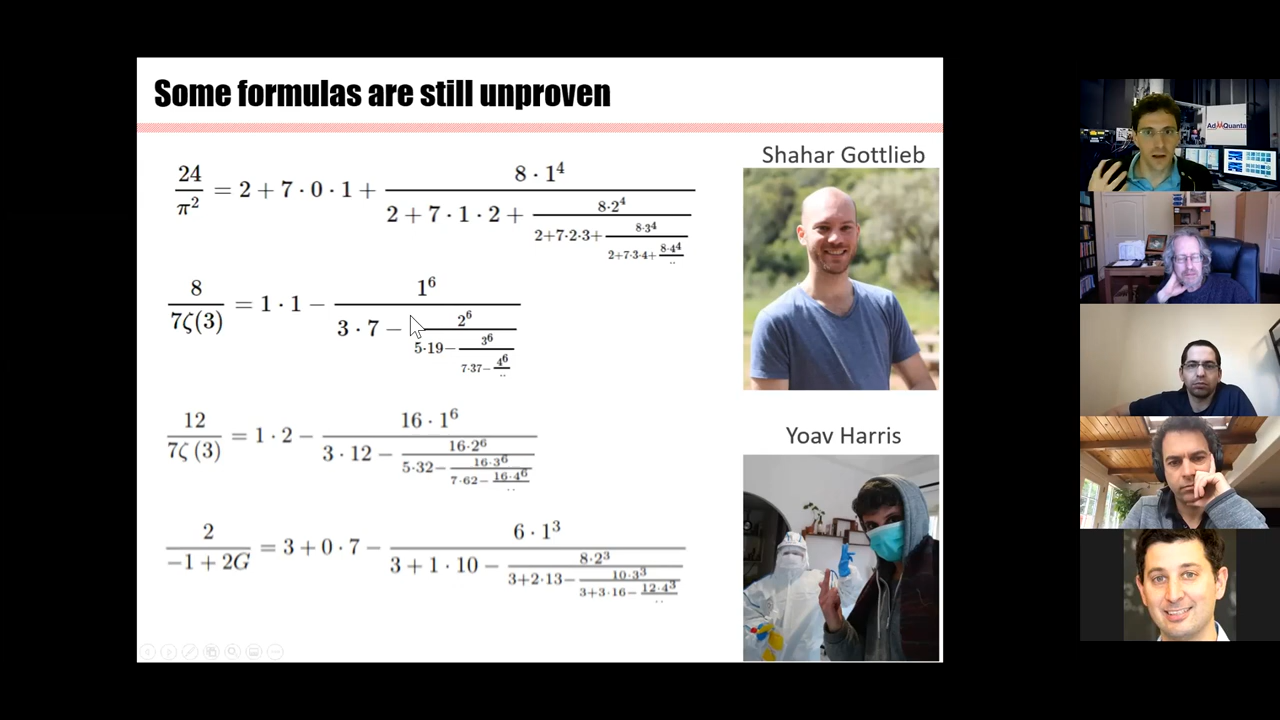 Some formulas are still unproven
24/π² = 2 + 7 · 0 · 1 + 8 · 1⁴/(2 + 7 · 1 · 2 + 8·2⁴/(2+7·2·3+ 8·3⁴/(2+7·3·4+ 8·4⁴/..)))
8/7ζ(3) = 1 · 1 − 1⁶/(3 · 7 − 2⁶/(5·19− 3⁶/(7·37− 4⁶/..)))
12/7ζ(3) = 1 · 2 − 16 · 1⁶/(3 · 12 − 16·2⁶/(5·32− 16·3⁶/(7·62− 16·4⁶/..)))
2/(−1 + 2G) = 3 + 0 · 7 − 6 · 1³/(3 + 1 · 10 − 8·2³/(3+2·13− 10·3³/(3+3·16− 12·4³/..)))
Shahar Gottlieb
Yoav Harris
AdMQuanta